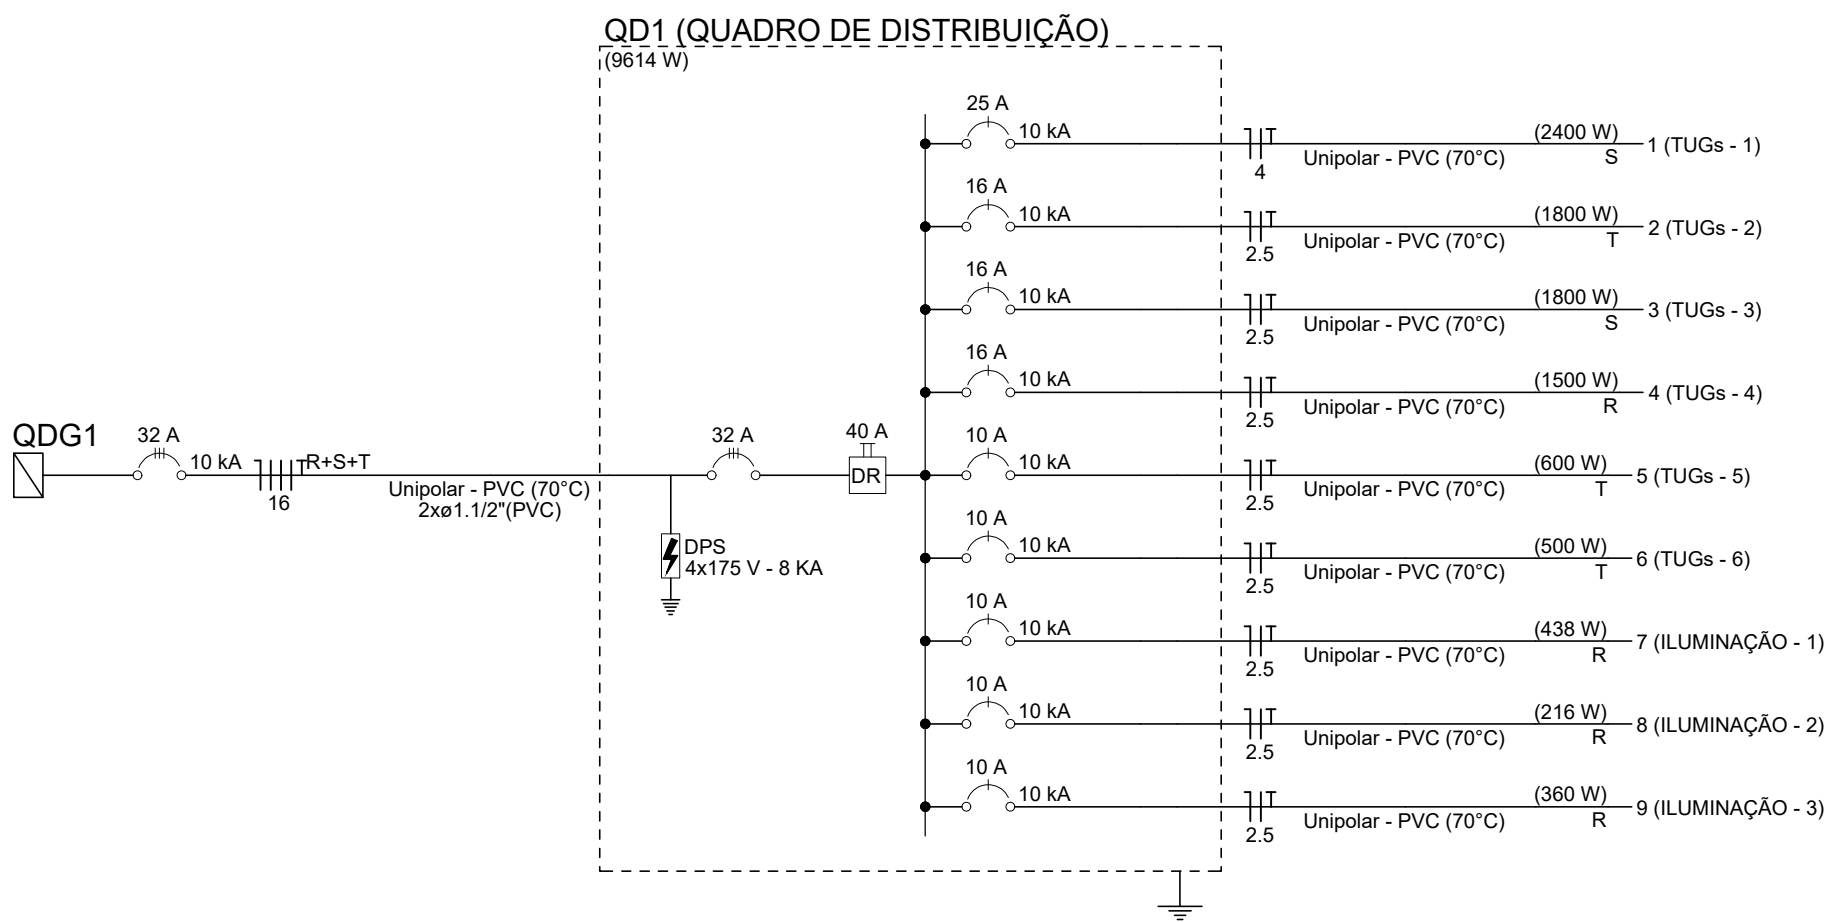 QD1 (QUADRO DE DISTRIBUIÇÃO)
(9614 W)
25 A
10 kA
4
Unipolar - PVC (70°C)
(2400 W)
S
1 (TUGs - 1)
16 A
10 kA
2.5
Unipolar - PVC (70°C)
(1800 W)
T
2 (TUGs - 2)
16 A
10 kA
2.5
Unipolar - PVC (70°C)
(1800 W)
S
3 (TUGs - 3)
16 A
10 kA
2.5
Unipolar - PVC (70°C)
(1500 W)
R
4 (TUGs - 4)
QDG1
32 A
10 kA
16
R+S+T
Unipolar - PVC (70°C)
2xø1.1/2"(PVC)
32 A
40 A
DR
DPS
4x175 V - 8 KA
10 A
10 kA
2.5
Unipolar - PVC (70°C)
(600 W)
T
5 (TUGs - 5)
10 A
10 kA
2.5
Unipolar - PVC (70°C)
(500 W)
T
6 (TUGs - 6)
10 A
10 kA
2.5
Unipolar - PVC (70°C)
(438 W)
R
7 (ILUMINAÇÃO - 1)
10 A
10 kA
2.5
Unipolar - PVC (70°C)
(216 W)
R
8 (ILUMINAÇÃO - 2)
10 A
10 kA
2.5
Unipolar - PVC (70°C)
(360 W)
R
9 (ILUMINAÇÃO - 3)